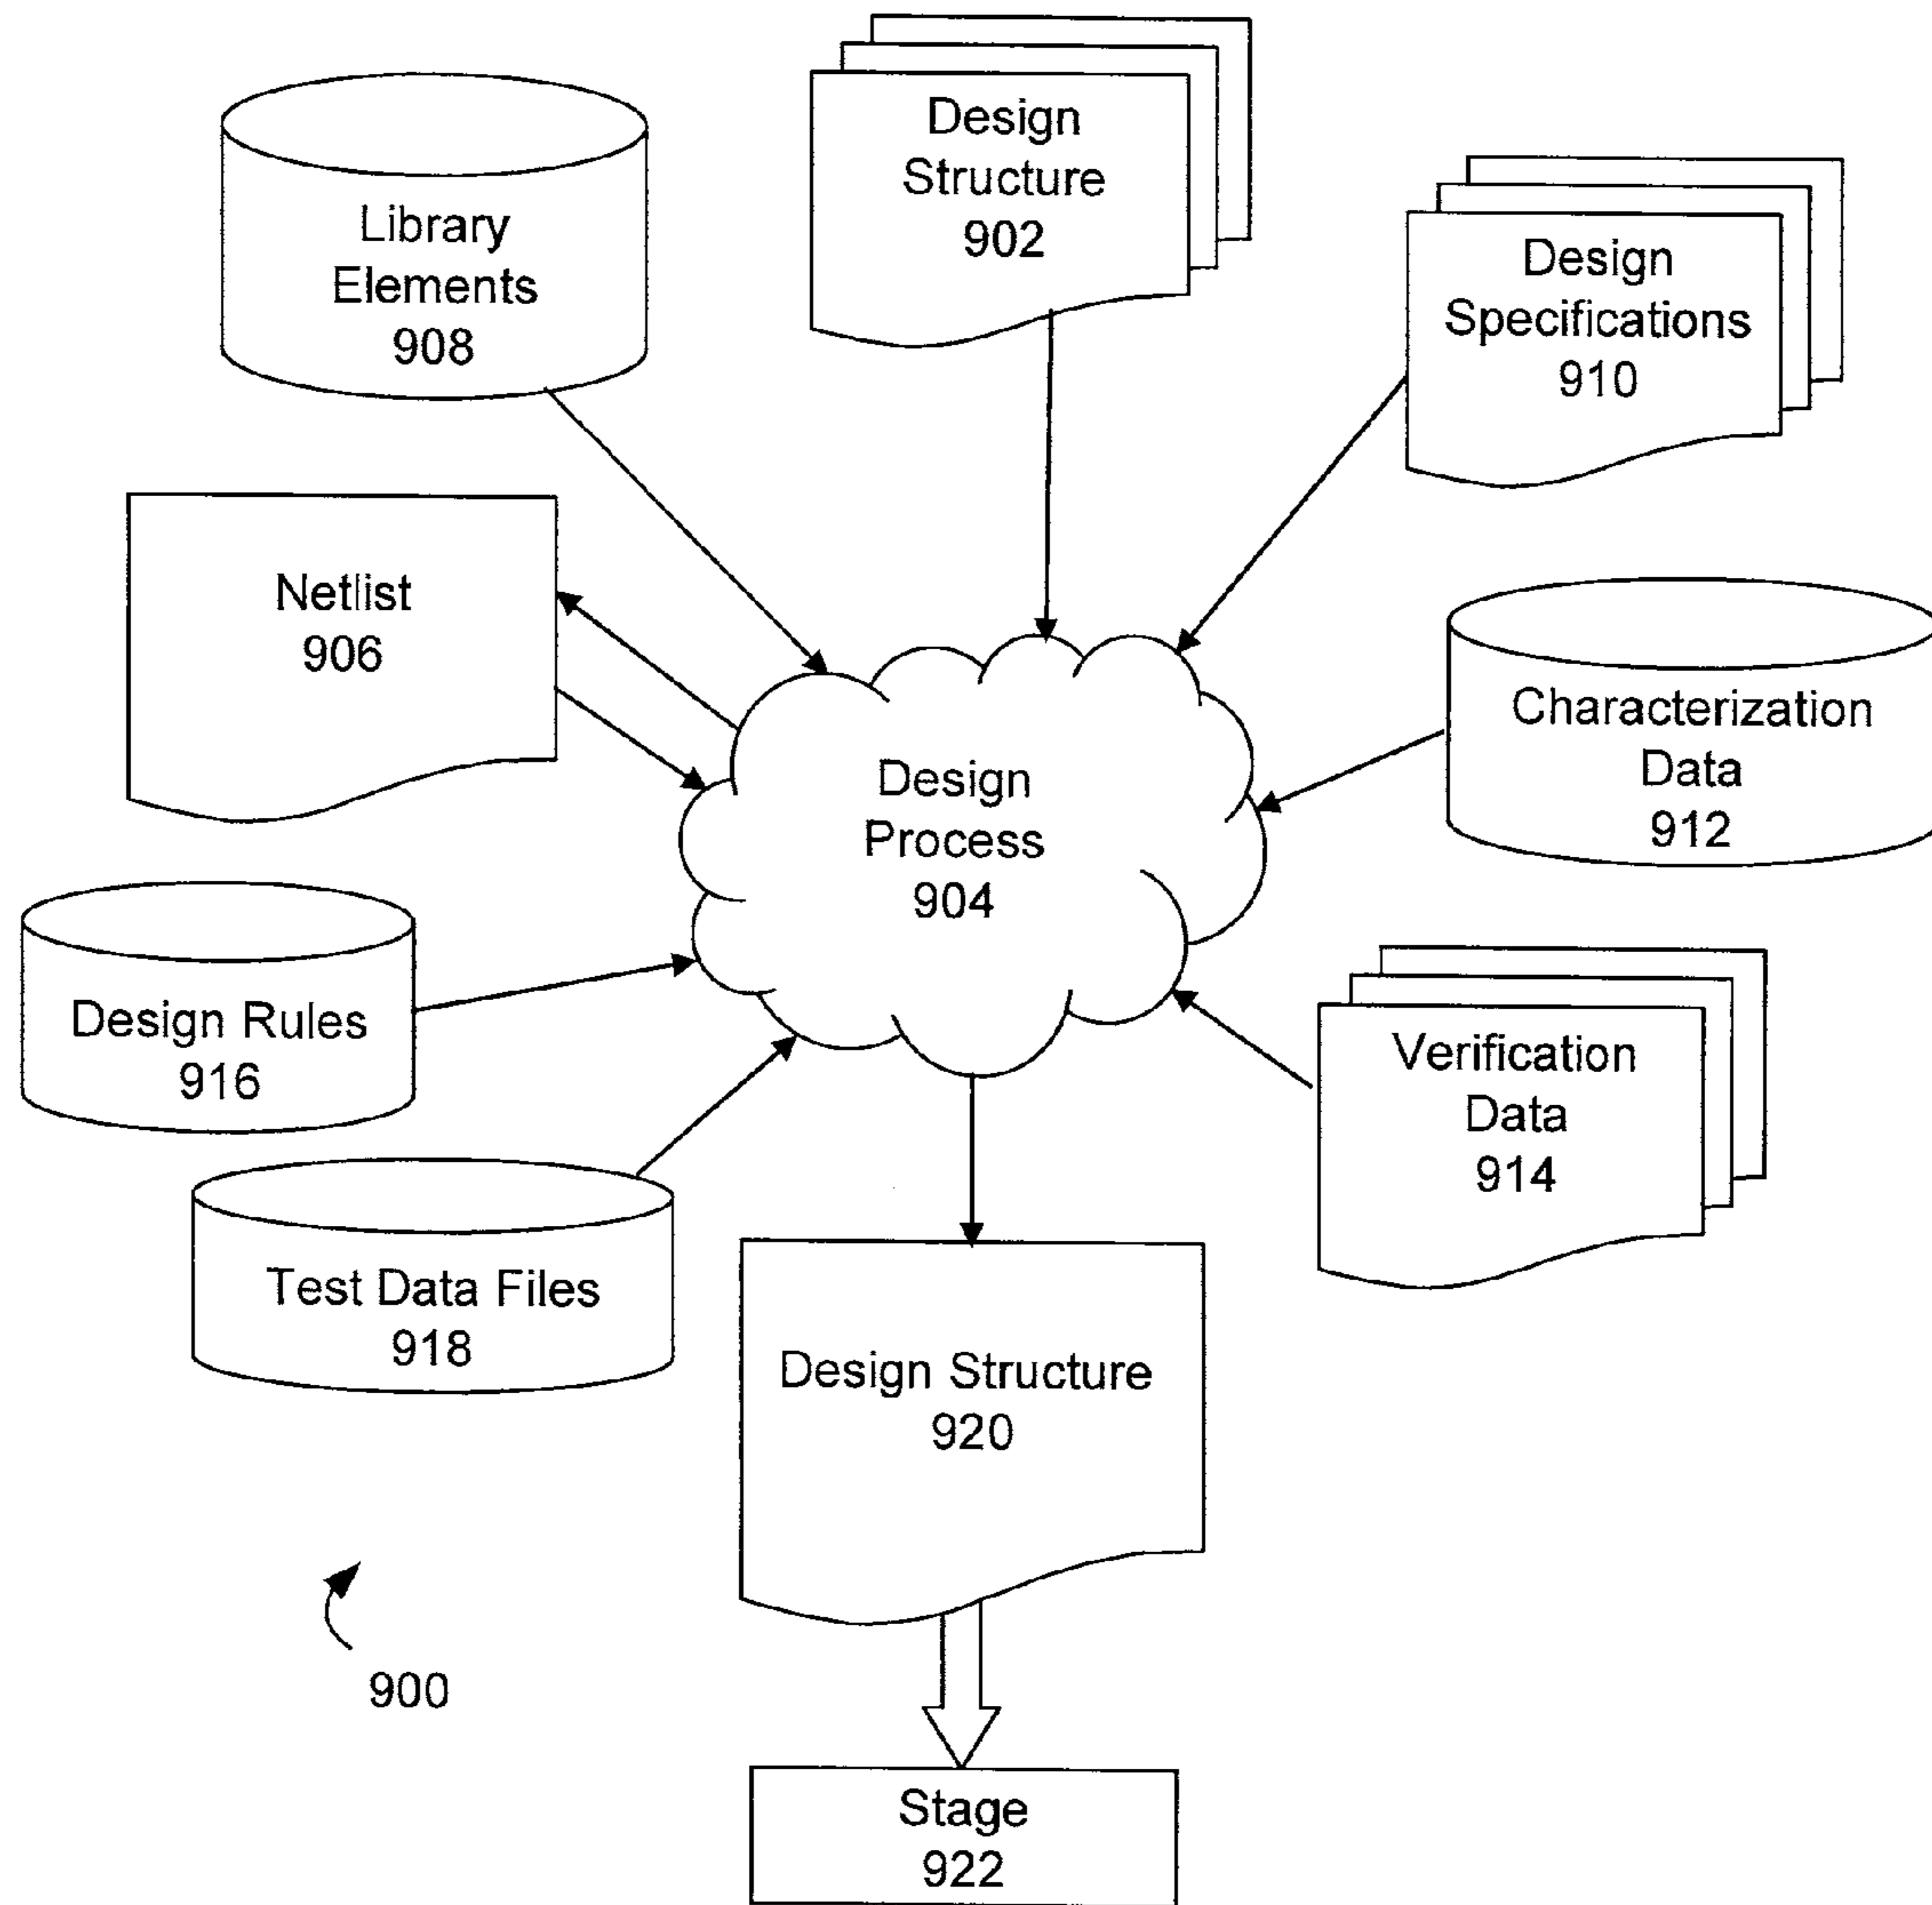 Design
Structure
902
Library
Elements
908
Design
Specifications
910
Netlist
906
Characterization
Data
912
Design
Process
904
Design Rules
916
Verification
Data
914
Test Data Files
918
Design Structure
920
900
Stage
922